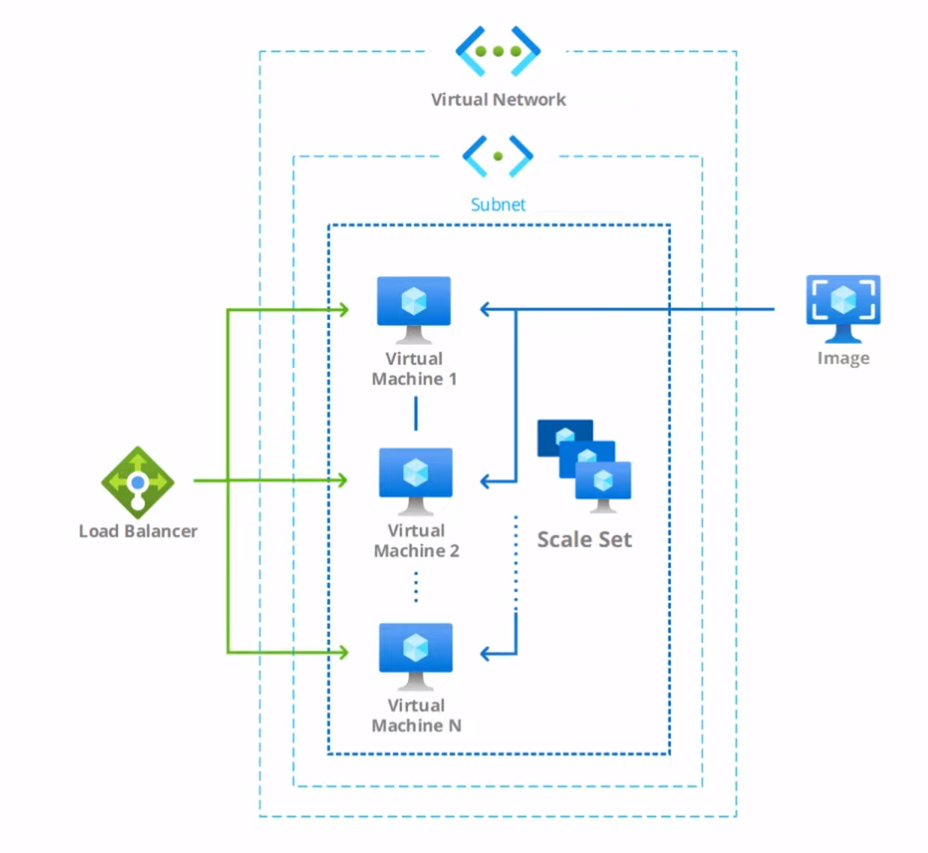 Virtual Network
Subnet
Virtual
Machine 1
Image
Load Balancer
Virtual
Machine 2
Scale Set
Virtual
Machine N